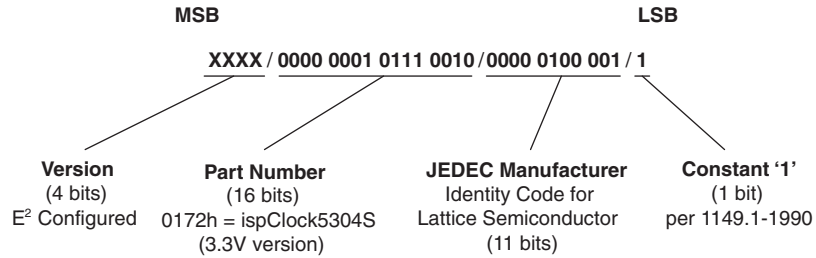 MSB LSB
XXXX / 0000 0001 0111 0010 / 0000 0100 001 / 1
Version
(4 bits)
E² Configured
Part Number
(16 bits)
0172h = ispClock5304S
(3.3V version)
JEDEC Manufacturer
Identity Code for
Lattice Semiconductor
(11 bits)
Constant ‘1’
(1 bit)
per 1149.1-1990